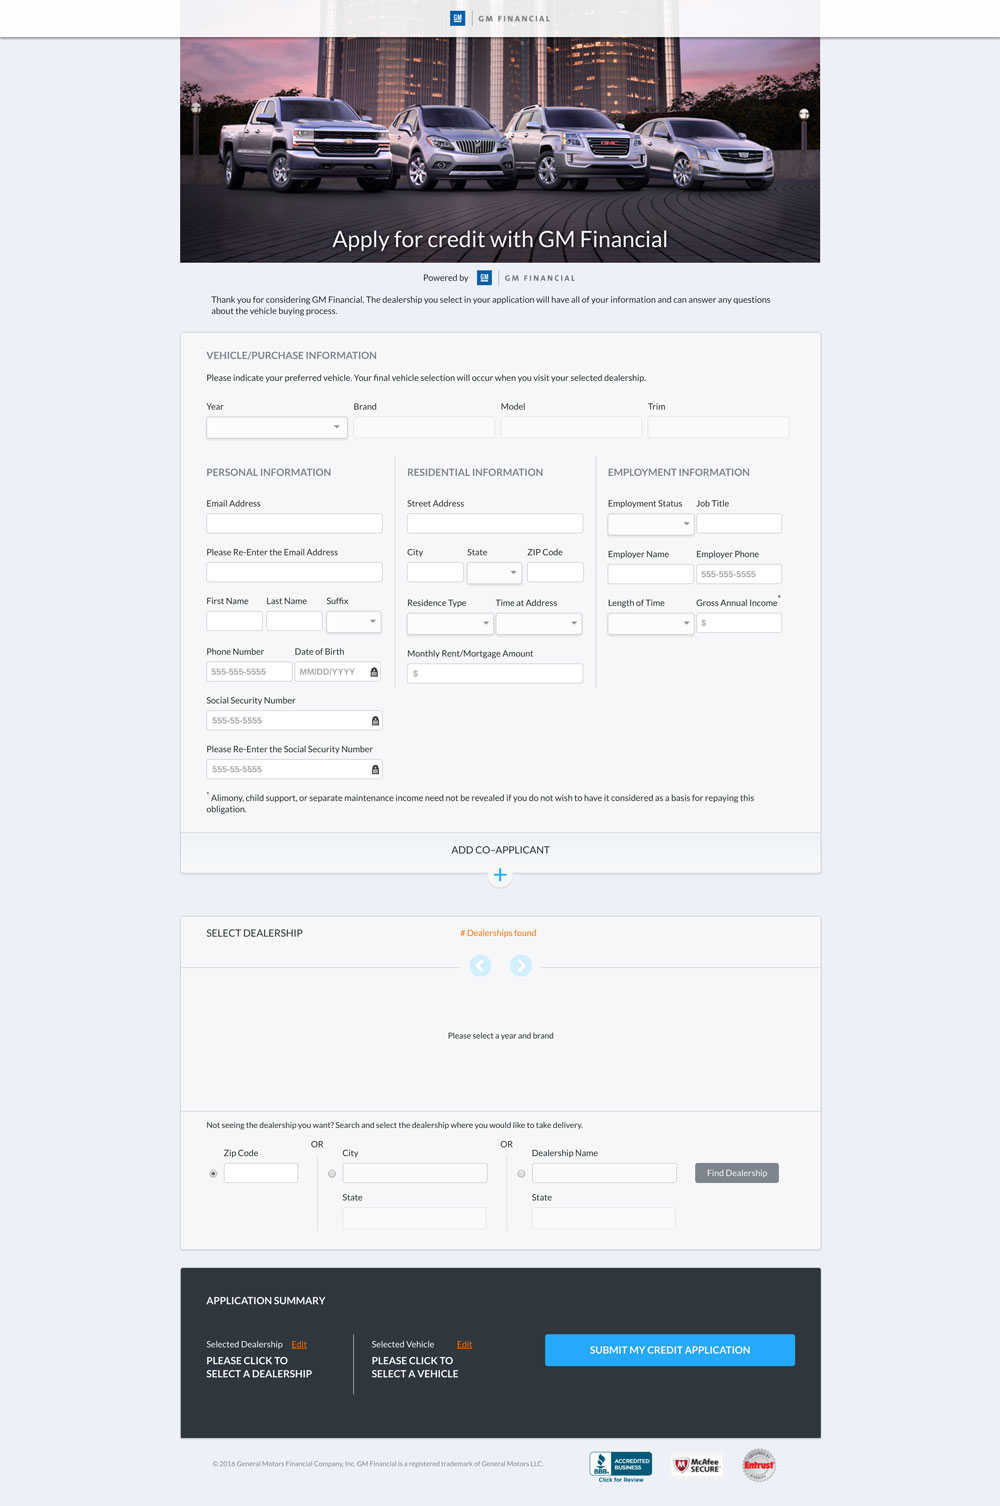 GM GM FINANCIAL
GMC
Apply for credit with GM Financial
Powered by GM GM FINANCIAL
Thank you for considering GM Financial. The dealership you select in your application will have all of your information and can answer any questions
about the vehicle buying process.
VEHICLE/PURCHASE INFORMATION
Please indicate your preferred vehicle. Your final vehicle selection will occur when you visit your selected dealership.
Year Brand Model Trim
PERSONAL INFORMATION
Email Address
Please Re-Enter the Email Address
First Name Last Name Suffix
Phone Number Date of Birth
555-555-5555 MM/DD/YYYY
Social Security Number
555-55-5555
Please Re-Enter the Social Security Number
555-55-5555
RESIDENTIAL INFORMATION
Street Address
City State ZIP Code
Residence Type Time at Address
Monthly Rent/Mortgage Amount
$
EMPLOYMENT INFORMATION
Employment Status Job Title
Employer Name Employer Phone
555-555-5555
Length of Time Gross Annual Income*
$
* Alimony, child support, or separate maintenance income need not be revealed if you do not wish to have it considered as a basis for repaying this
obligation.
ADD CO-APPLICANT
+
SELECT DEALERSHIP # Dealerships found
Please select a year and brand
Not seeing the dealership you want? Search and select the dealership where you would like to take delivery.
Zip Code OR City OR Dealership Name
Find Dealership
State State
APPLICATION SUMMARY
Selected Dealership Edit
PLEASE CLICK TO
SELECT A DEALERSHIP
Selected Vehicle Edit
PLEASE CLICK TO
SELECT A VEHICLE
SUBMIT MY CREDIT APPLICATION
© 2016 General Motors Financial Company, Inc. GM Financial is a registered trademark of General Motors LLC.
BBB. ACCREDITED
BUSINESS
Click for Review
McAfee
SECURE
Entrust